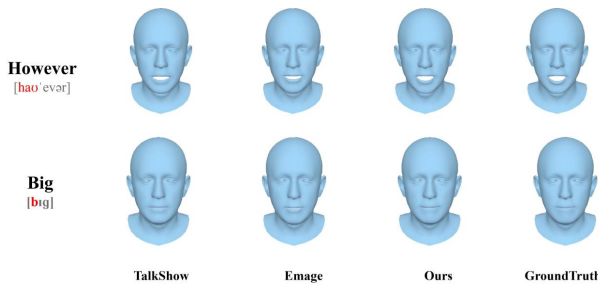 However
[haʊˈevər]
Big
[bɪg]
TalkShow Emage Ours GroundTruth